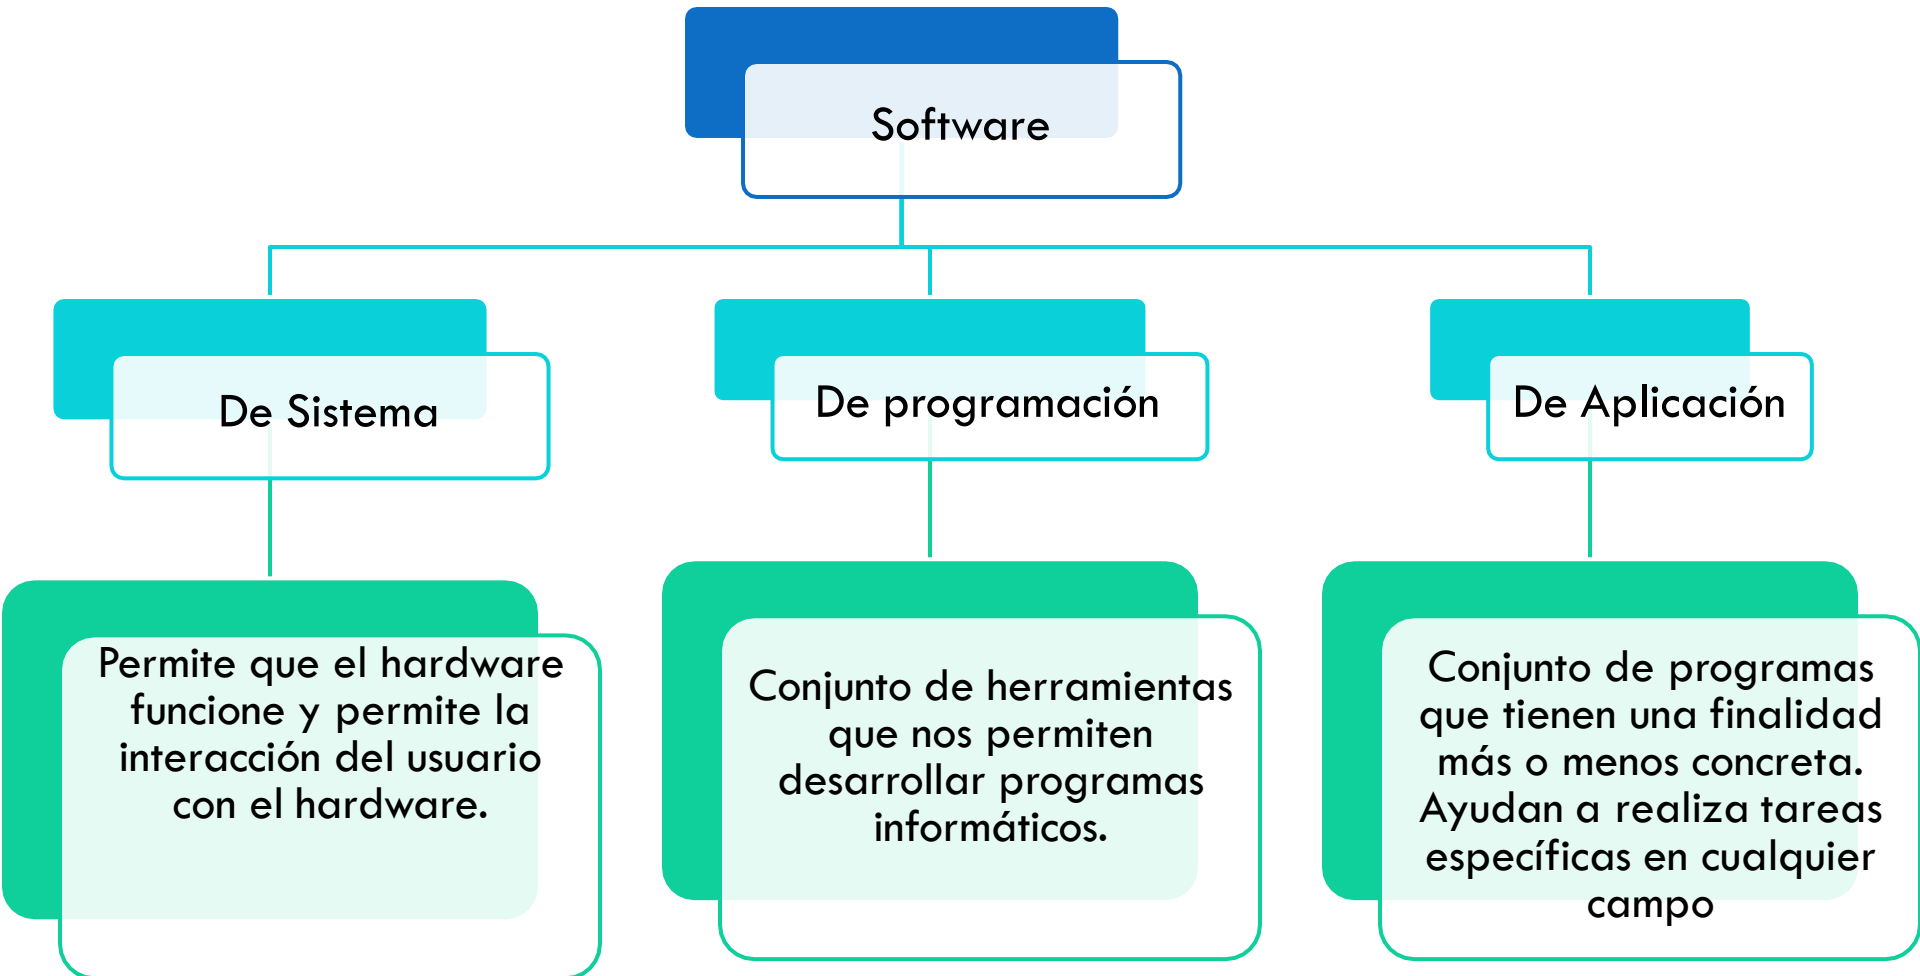 Software
De Sistema
De programación
De Aplicación
Permite que el hardware
funcione y permite la
interacción del usuario
con el hardware.
Conjunto de herramientas
que nos permiten
desarrollar programas
informáticos.
Conjunto de programas
que tienen una finalidad
más o menos concreta.
Ayudan a realiza tareas
específicas en cualquier
campo